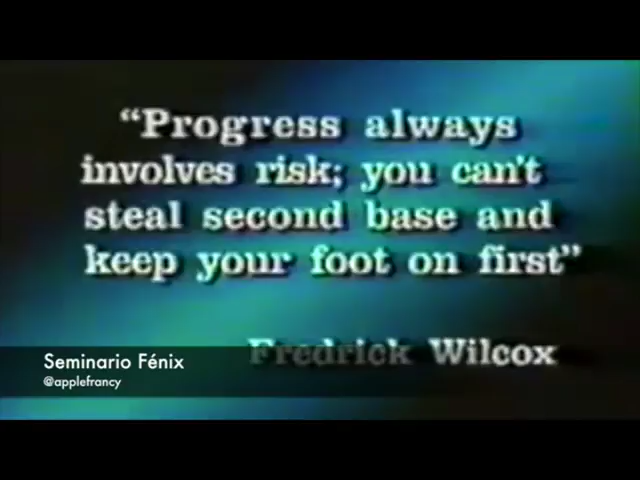 “Progress always
involves risk; you can't
steal second base and
keep your foot on first”
Fredrick Wilcox
Seminario Fénix
@applefrancy